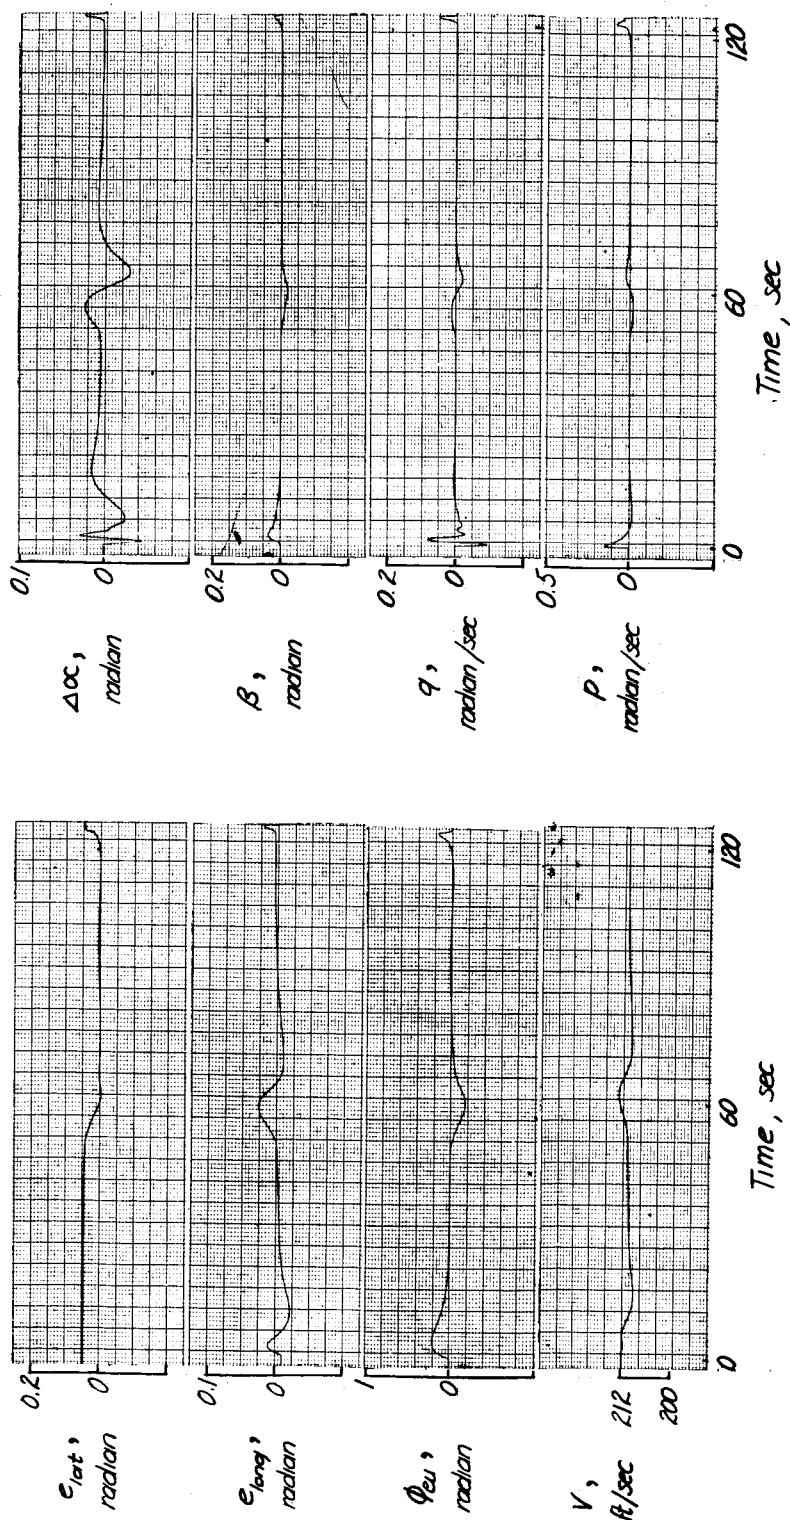 0.2
0
e_lat,
radian
0.1
0
e_long,
radian
1
0
ϕ_eu,
radian
212
200
V,
ft/sec
0
60
120
Time, sec
0.1
0
Δα,
radian
0.2
0
β,
radian
0.2
0
q,
radian/sec
0.5
0
p,
radian/sec
0
60
120
Time, sec